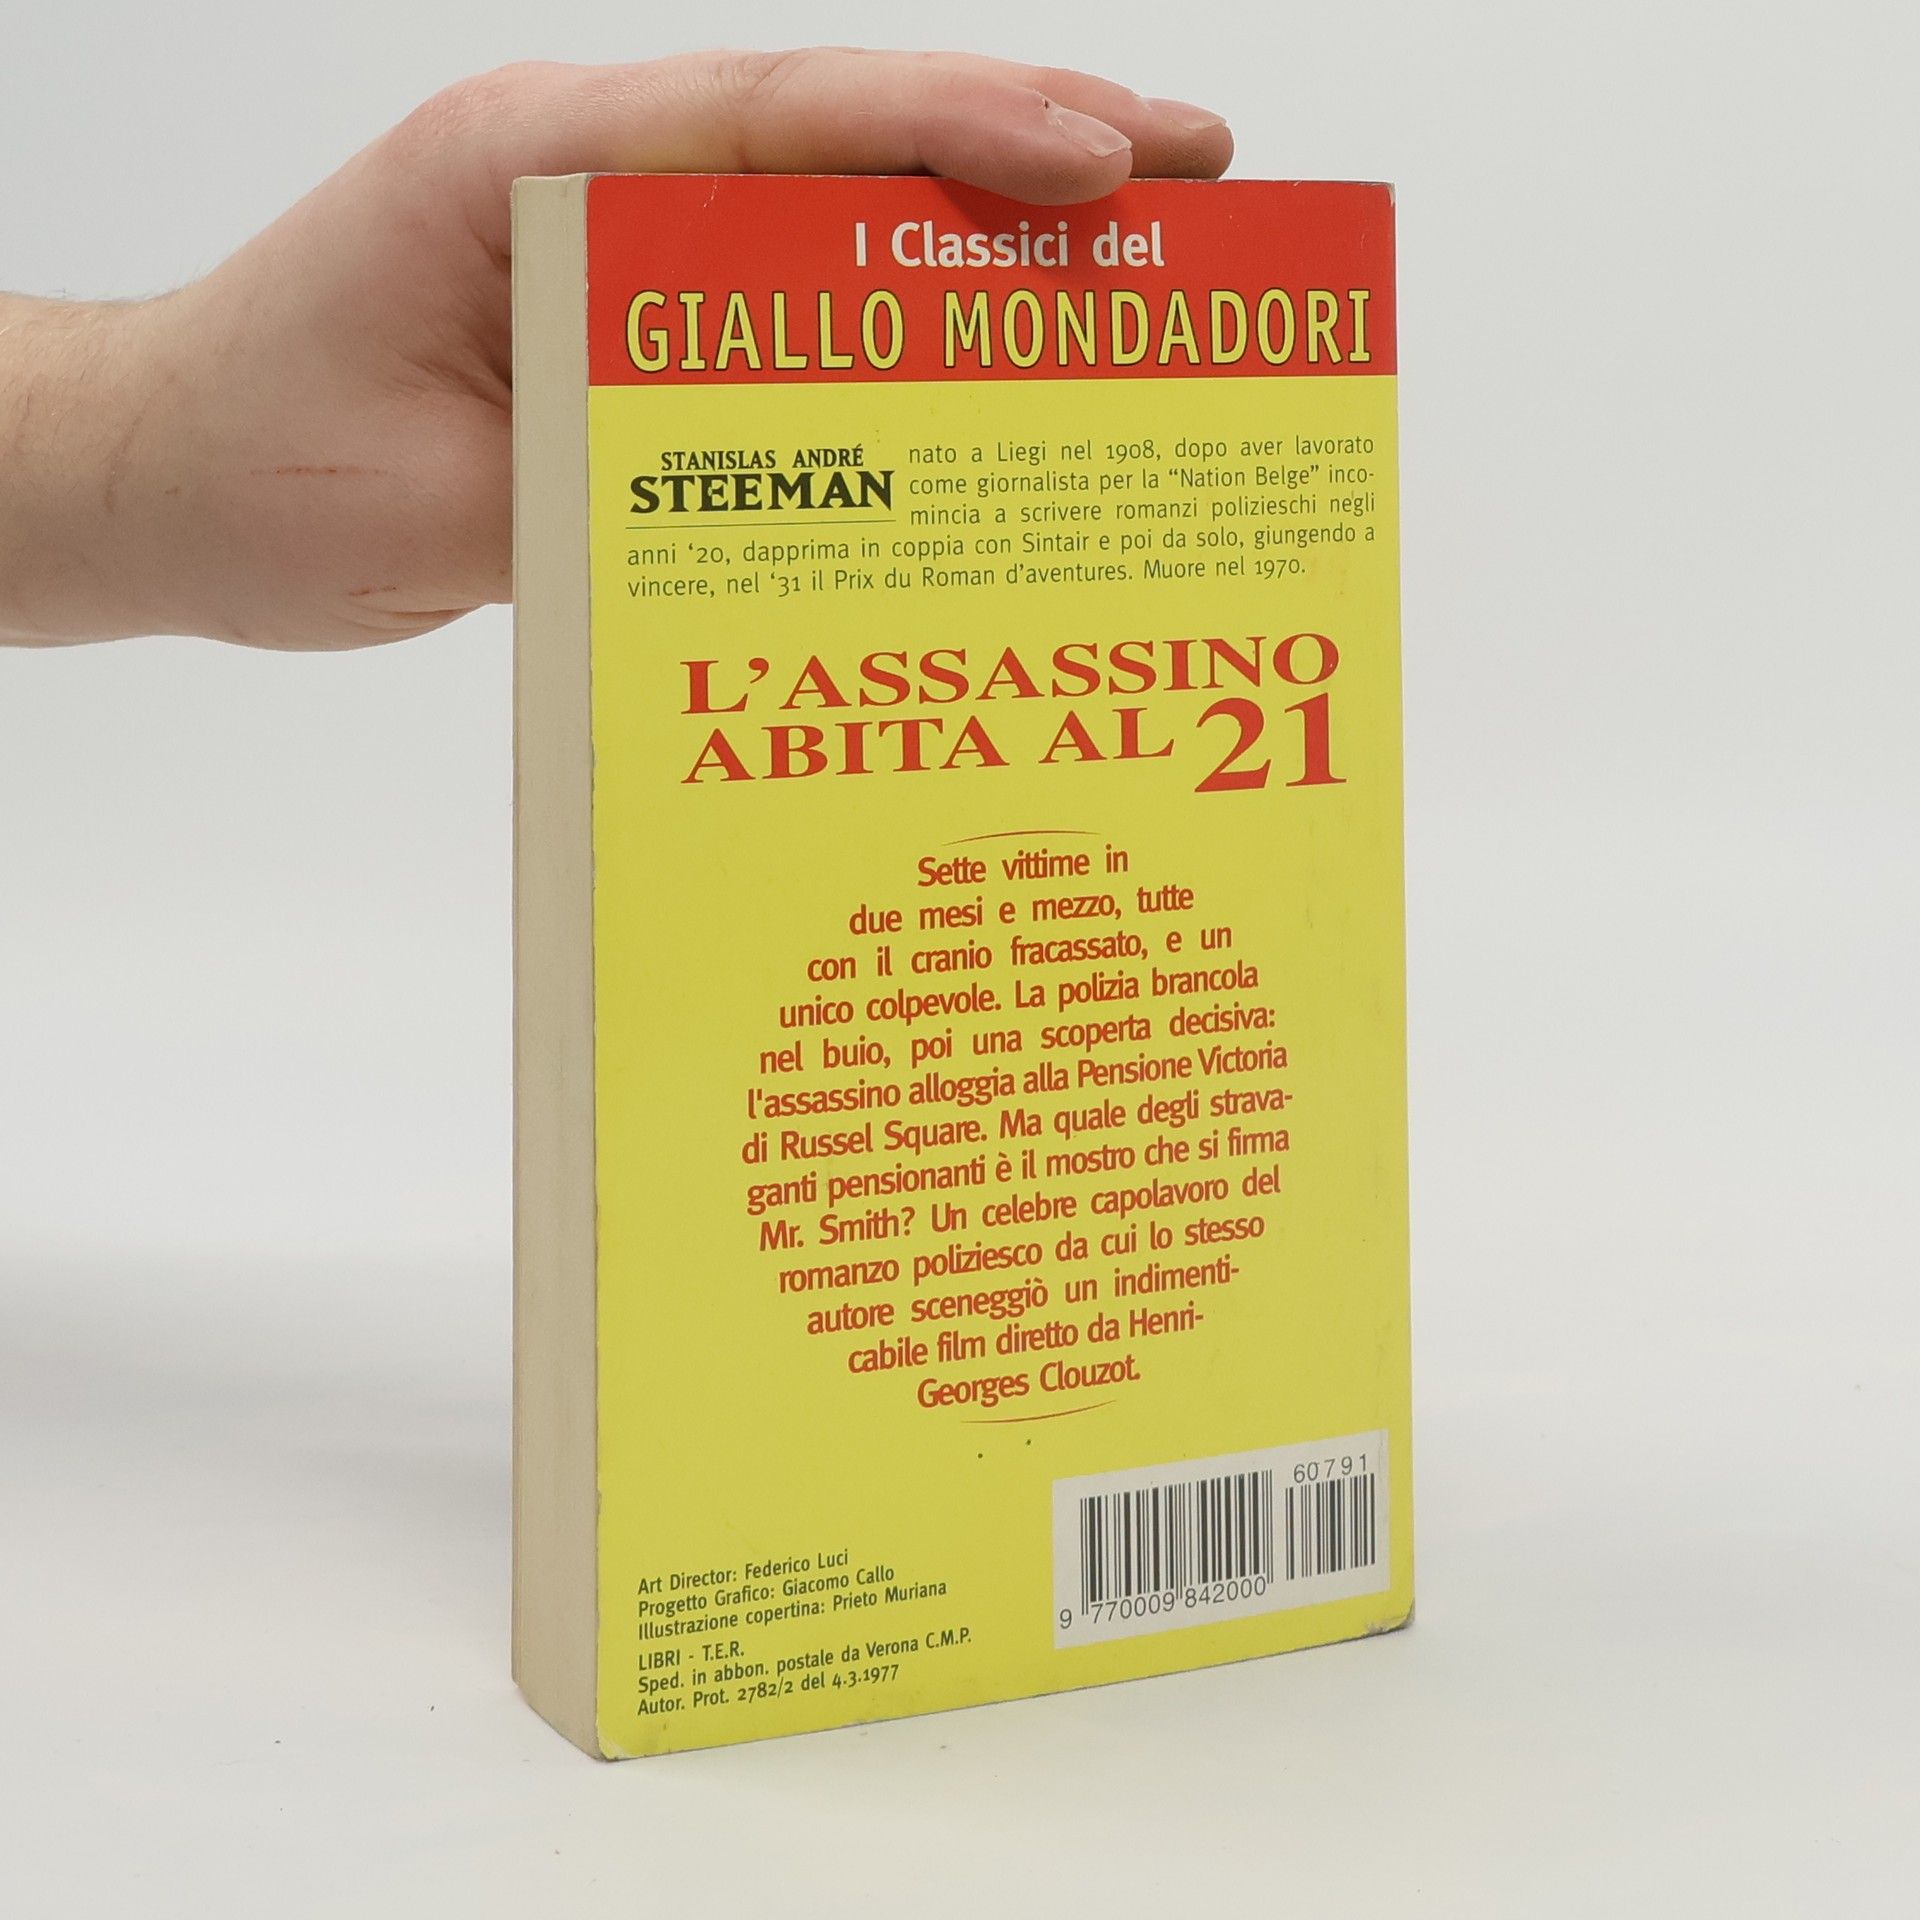 I Classici del
GIALLO MONDADORI
STANISLAS ANDRÉ
STEEMAN
nato a Liegi nel 1908, dopo aver lavorato
come giornalista per la “Nation Belge” inco-
mincia a scrivere romanzi polizieschi negli
anni ‘20, dapprima in coppia con Sintair e poi da solo, giungendo a
vincere, nel ‘31 il Prix du Roman d’aventures. Muore nel 1970.
L’ASSASSINO
ABITA AL 21
Sette vittime in
due mesi e mezzo, tutte
con il cranio fracassato, e un
unico colpevole. La polizia brancola
nel buio, poi una scoperta decisiva:
l'assassino alloggia alla Pensione Victoria
di Russel Square. Ma quale degli strava-
ganti pensionanti è il mostro che si firma
Mr. Smith? Un celebre capolavoro del
romanzo poliziesco da cui lo stesso
autore sceneggiò un indimenti-
cabile film diretto da Henri-
Georges Clouzot.
60791
9 770009 842000
Art Director: Federico Luci
Progetto Grafico: Giacomo Callo
Illustrazione copertina: Prieto Muriana
LIBRI - T.E.R.
Sped. in abbon. postale da Verona C.M.P.
Autor. Prot. 2782/2 del 4.3.1977